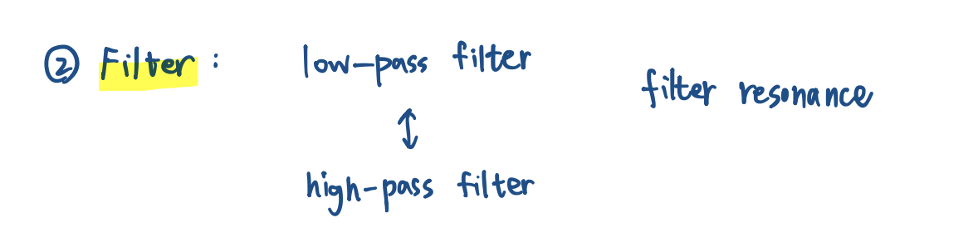 ② Filter : low-pass filter
filter resonance
↕
high-pass filter